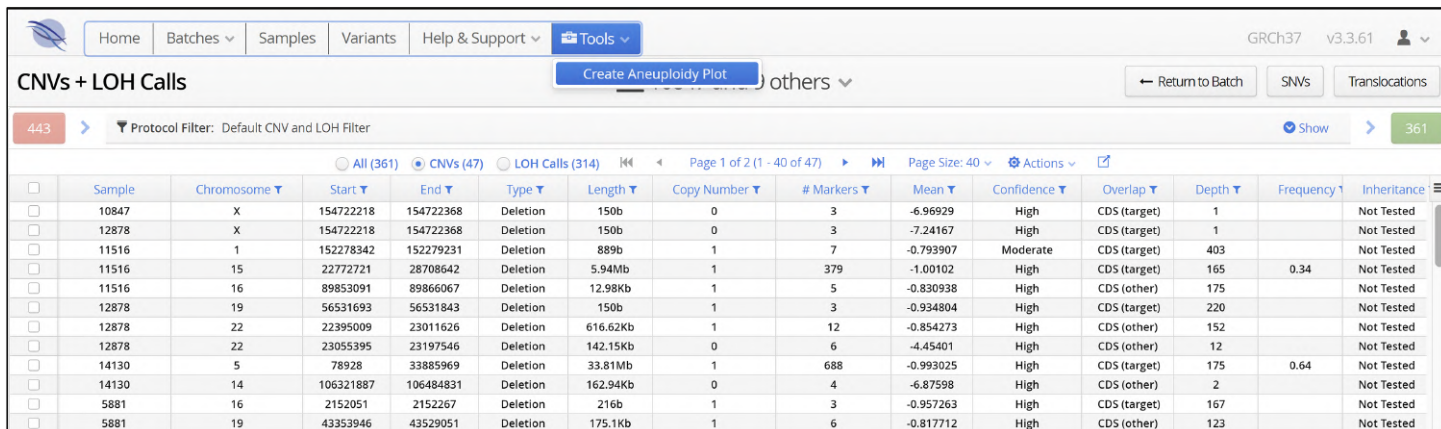 Home Batches Samples Variants Help & Support Tools GRCh37 v3.3.61
Create Aneuploidy Plot
CNVs + LOH Calls others ← Return to Batch SNVs Translocations
443 Protocol Filter: Default CNV and LOH Filter Show 361
All (361) CNVs (47) LOH Calls (314) Page 1 of 2 (1 - 40 of 47) Page Size: 40 Actions
Sample Chromosome Start End Type Length Copy Number # Markers Mean Confidence Overlap Depth Frequency Inheritance
10847 X 154722218 154722368 Deletion 150b 0 3 -6.96929 High CDS (target) 1 Not Tested
12878 X 154722218 154722368 Deletion 150b 0 3 -7.24167 High CDS (target) 1 Not Tested
11516 1 152278342 152279231 Deletion 889b 1 7 -0.793907 Moderate CDS (target) 403 Not Tested
11516 15 22772721 28708642 Deletion 5.94Mb 1 379 -1.00102 High CDS (target) 165 0.34 Not Tested
11516 16 89853091 89866067 Deletion 12.98Kb 1 5 -0.830938 High CDS (other) 175 Not Tested
12878 19 56531693 56531843 Deletion 150b 1 3 -0.934804 High CDS (target) 220 Not Tested
12878 22 22395009 23011626 Deletion 616.62Kb 1 12 -0.854273 High CDS (other) 152 Not Tested
12878 22 23055395 23197546 Deletion 142.15Kb 0 6 -4.45401 High CDS (other) 12 Not Tested
14130 5 78928 33885969 Deletion 33.81Mb 1 688 -0.993025 High CDS (target) 175 0.64 Not Tested
14130 14 106321887 106484831 Deletion 162.94Kb 0 4 -6.87598 High CDS (other) 2 Not Tested
5881 16 2152051 2152267 Deletion 216b 1 3 -0.957263 High CDS (target) 167 Not Tested
5881 19 43353946 43529051 Deletion 175.1Kb 1 6 -0.817712 High CDS (other) 123 Not Tested